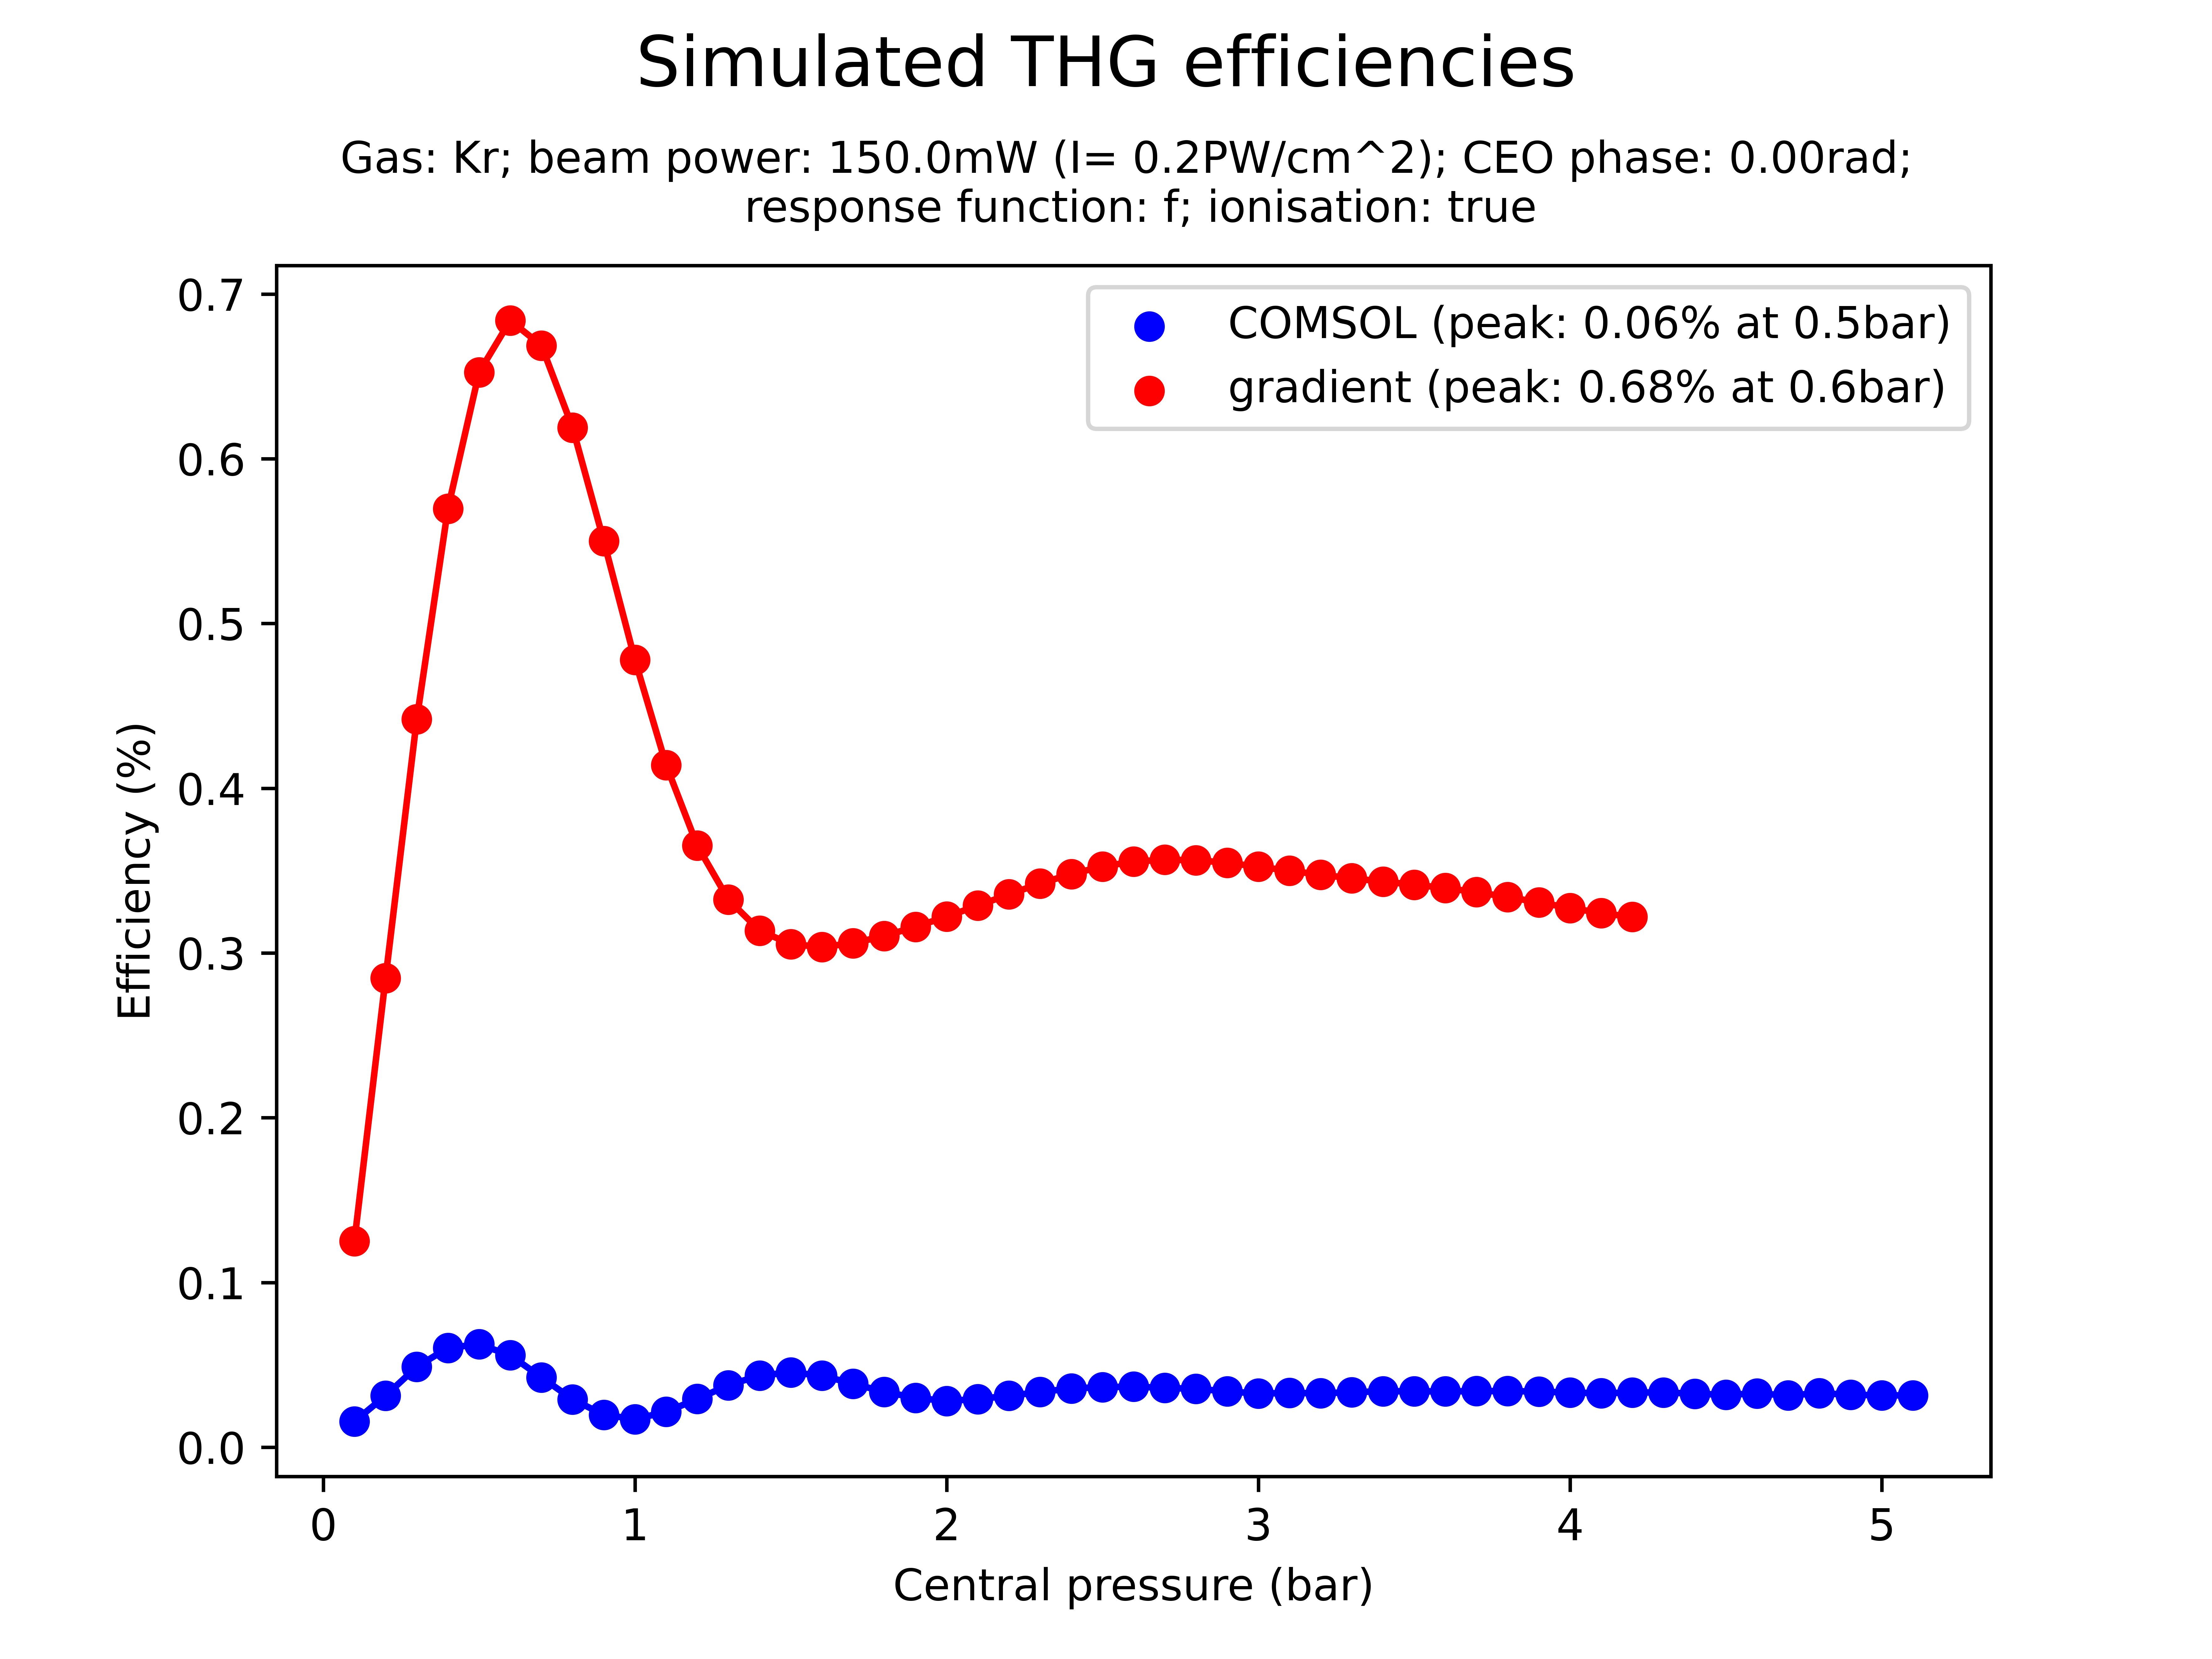 Simulated THG efficiencies
Gas: Kr; beam power: 150.0mW (I= 0.2PW/cm^2); CEO phase: 0.00rad;
response function: f; ionisation: true
COMSOL (peak: 0.06% at 0.5bar)
gradient (peak: 0.68% at 0.6bar)
Efficiency (%)
0.7
0.6
0.5
0.4
0.3
0.2
0.1
0.0
0 1 2 3 4 5
Central pressure (bar)